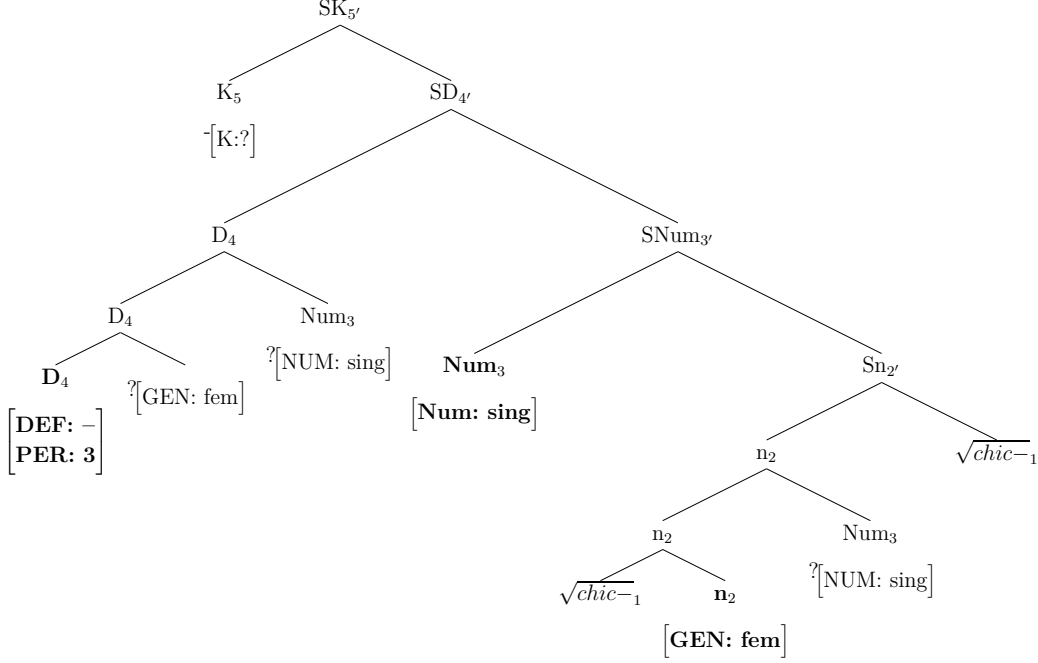 SK₅′
K₅ SD₄′
-[K:?]
D₄ SNum₃′
D₄ Num₃
?[NUM: sing]
D₄ ?[GEN: fem] Num₃ Sn₂′
[DEF: – PER: 3] [Num: sing]
n₂ √chic−₁
n₂ Num₃
?[NUM: sing]
√chic−₁ n₂
[GEN: fem]